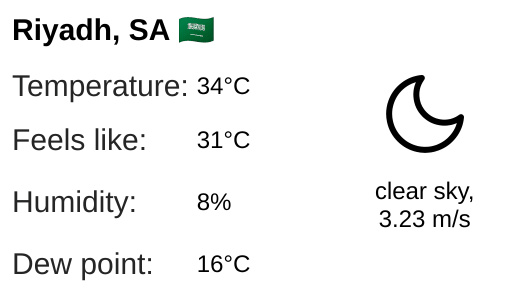 Riyadh, SA 🇸🇦
Temperature: 34°C
Feels like: 31°C
Humidity: 8%
Dew point: 16°C
clear sky,
3.23 m/s